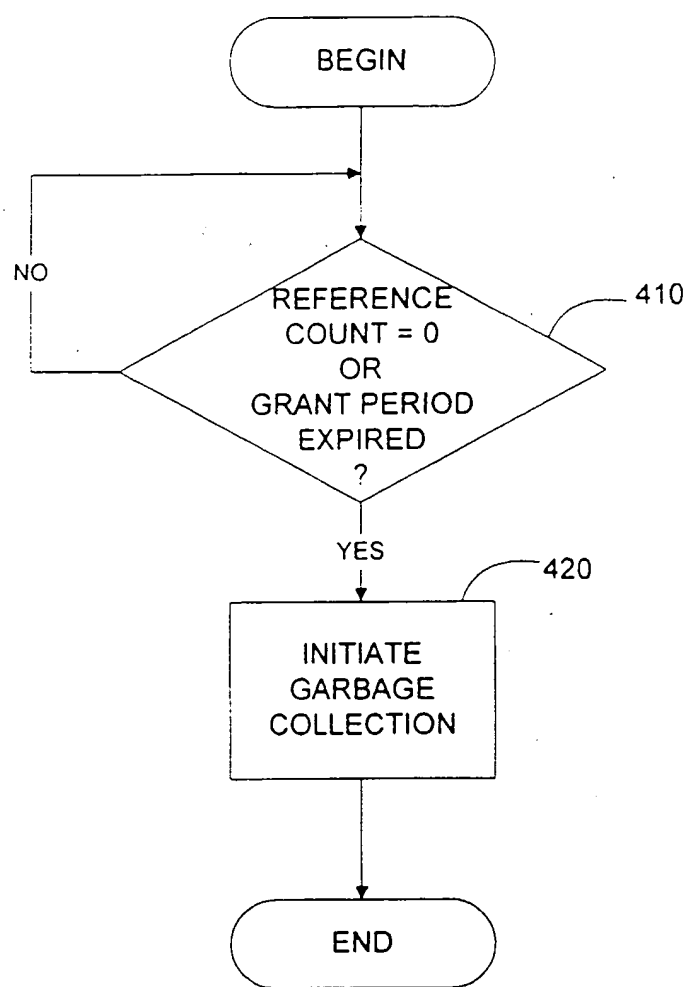 BEGIN
NO
REFERENCE
COUNT = 0
OR
GRANT PERIOD
EXPIRED
?
410
YES
420
INITIATE
GARBAGE
COLLECTION
END